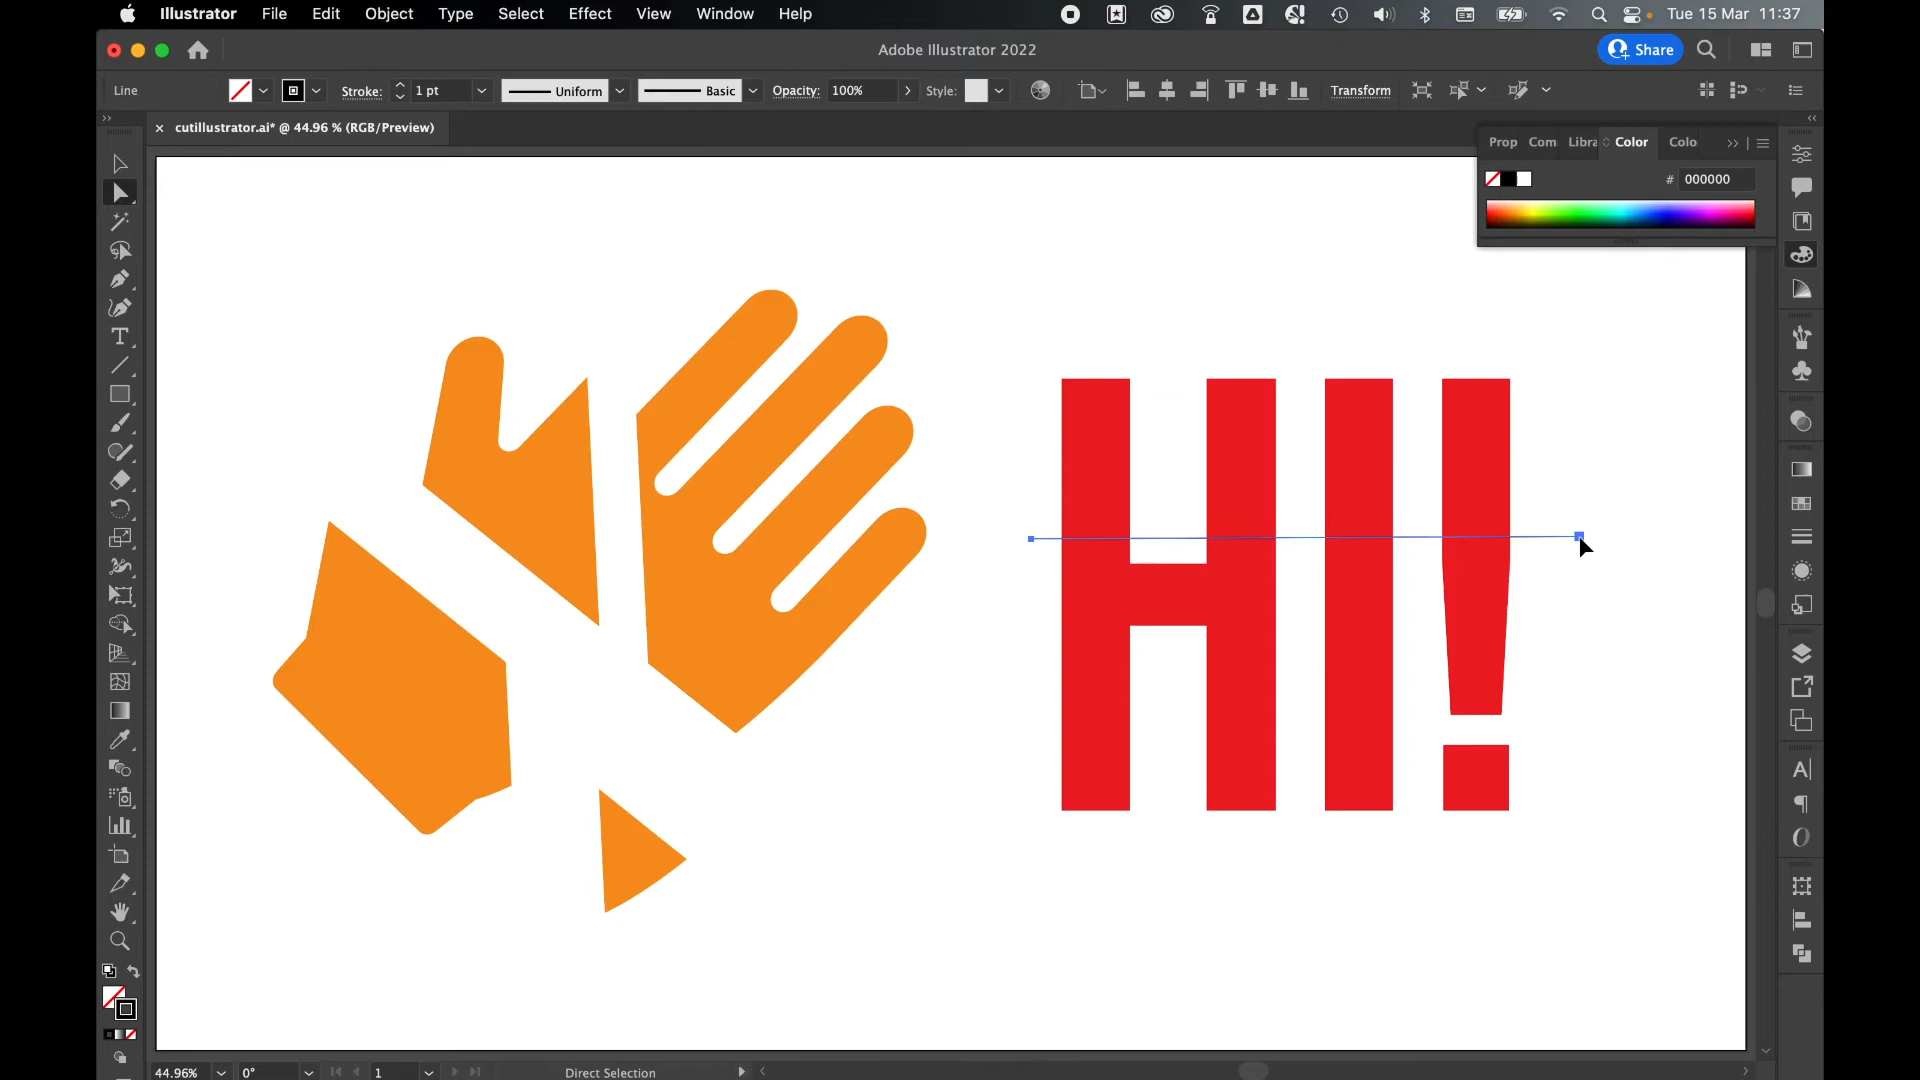 Illustrator File Edit Object Type Select Effect View Window Help Tue 15 Mar 11:37
Adobe Illustrator 2022 Share
Line Stroke: 1 pt Uniform Basic Opacity: 100% Style: Transform
cutillustrator.ai* @ 44.96 % (RGB/Preview)
Prop Com Libra Color Colo
# 000000
HI!
44.96% 0° 1 Direct Selection